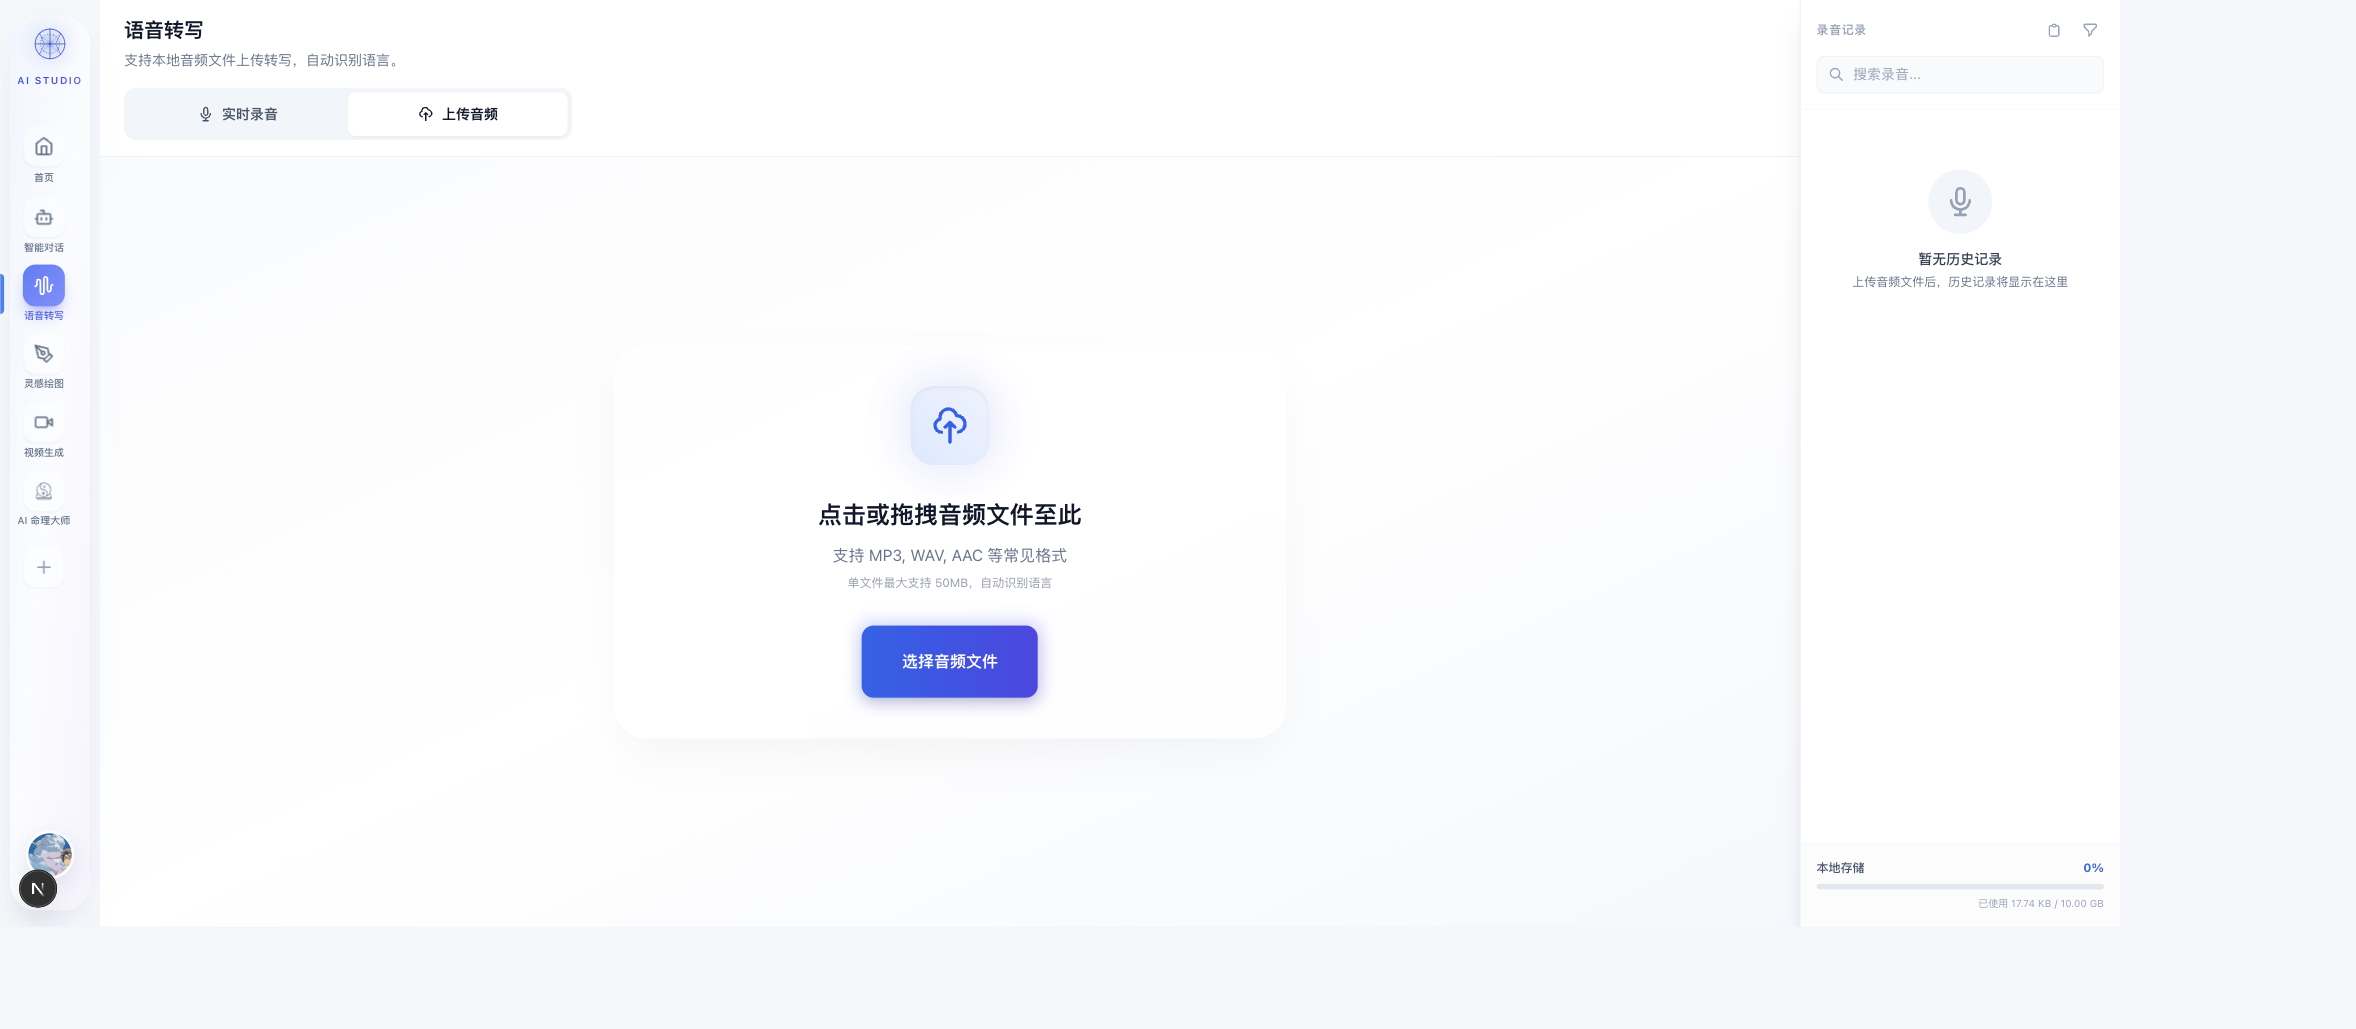 AI STUDIO
首页
智能对话
语音转写
灵感绘图
视频生成
AI 命理大师
N
语音转写
支持本地音频文件上传转写，自动识别语言。
实时录音
上传音频
点击或拖拽音频文件至此
支持 MP3, WAV, AAC 等常见格式
单文件最大支持 50MB，自动识别语言
选择音频文件
录音记录
搜索录音...
暂无历史记录
上传音频文件后，历史记录将显示在这里
本地存储 0%
已使用 17.74 KB / 10.00 GB